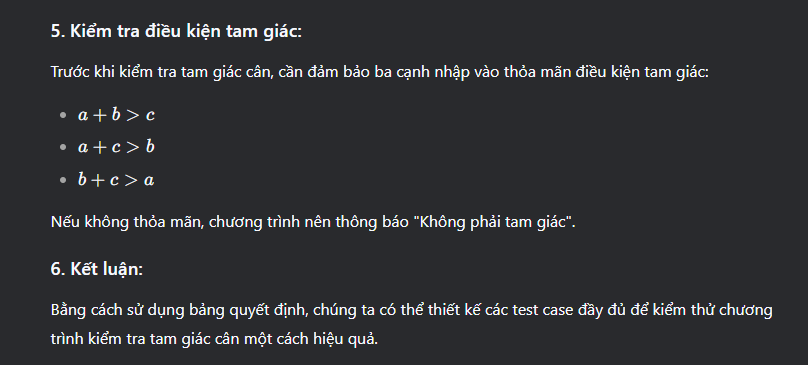 5. Kiểm tra điều kiện tam giác:
Trước khi kiểm tra tam giác cân, cần đảm bảo ba cạnh nhập vào thỏa mãn điều kiện tam giác:
• a + b > c
• a + c > b
• b + c > a
Nếu không thỏa mãn, chương trình nên thông báo "Không phải tam giác".
6. Kết luận:
Bằng cách sử dụng bảng quyết định, chúng ta có thể thiết kế các test case đầy đủ để kiểm thử chương
trình kiểm tra tam giác cân một cách hiệu quả.